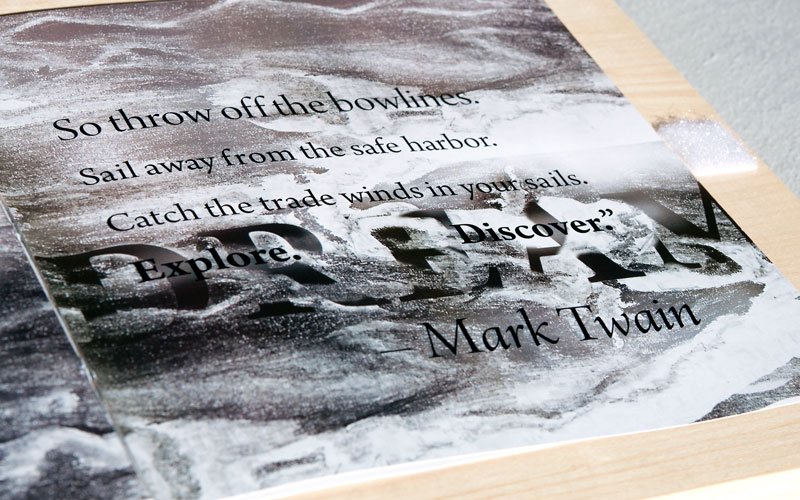 So throw off the bowlines.
Sail away from the safe harbor.
Catch the trade winds in your sails.
Explore. DREAM Discover.”
– Mark Twain